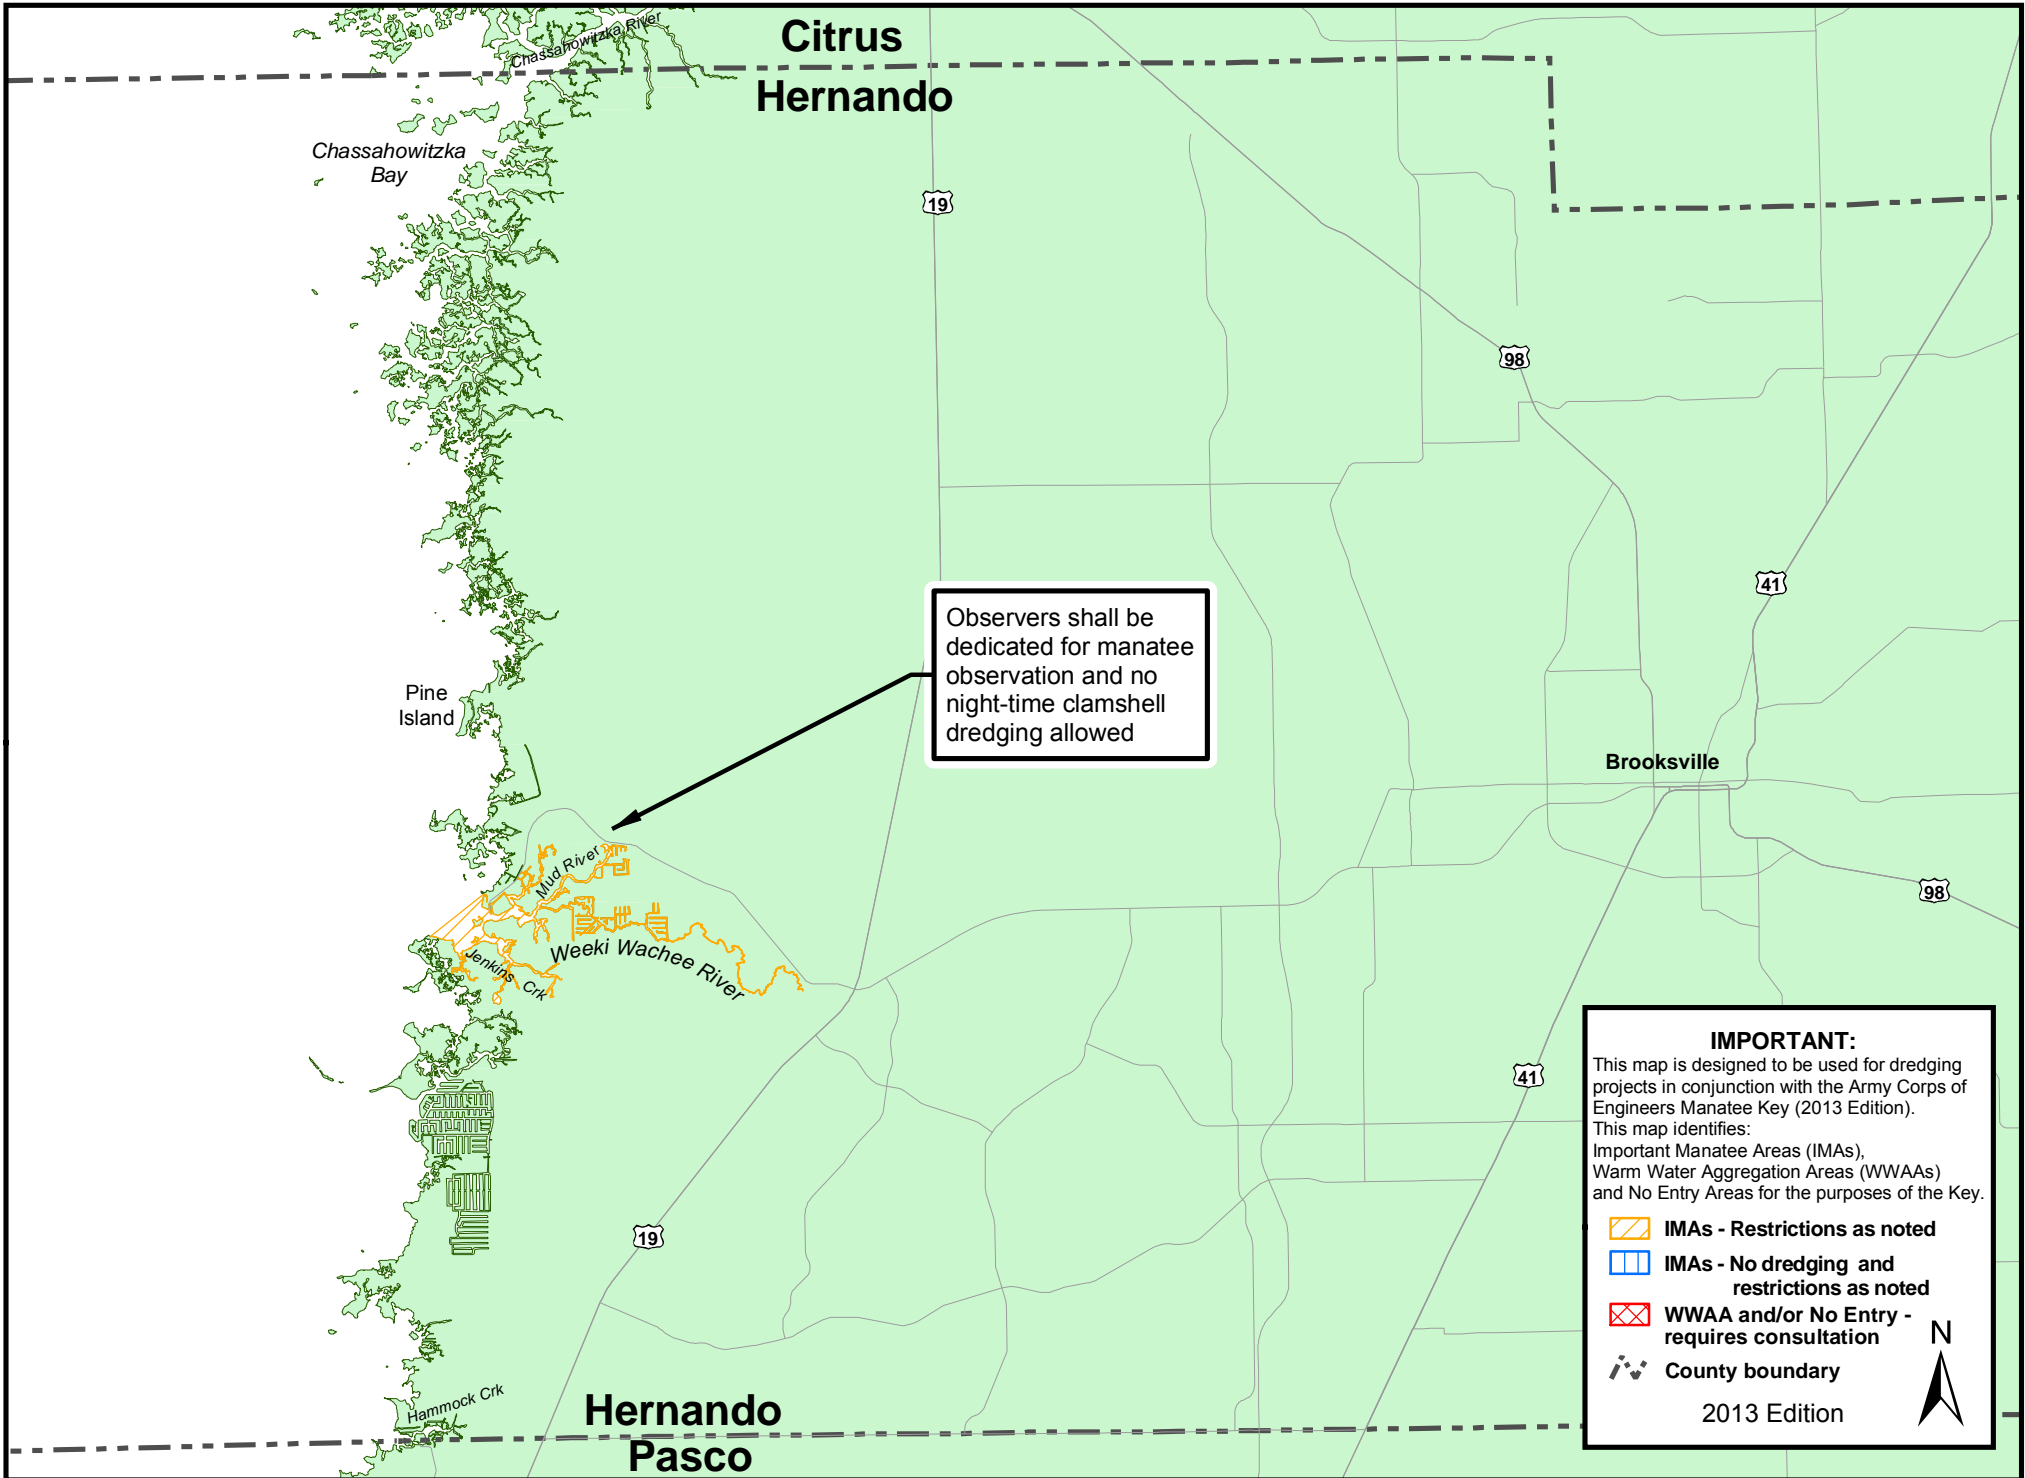 Chassahowitzka River
Citrus
Hernando
Chassahowitzka
Bay
19
98
41
Observers shall be
dedicated for manatee
observation and no
night-time clamshell
dredging allowed
Pine
Island
Brooksville
Mud River
98
Weeki Wachee River
Jenkins Crk
41
19
Hammock Crk
Hernando
Pasco
IMPORTANT:
This map is designed to be used for dredging
projects in conjunction with the Army Corps of
Engineers Manatee Key (2013 Edition).
This map identifies:
Important Manatee Areas (IMAs),
Warm Water Aggregation Areas (WWAAs)
and No Entry Areas for the purposes of the Key.
IMAs - Restrictions as noted
IMAs - No dredging and
restrictions as noted
WWAA and/or No Entry -
requires consultation
N
County boundary
2013 Edition